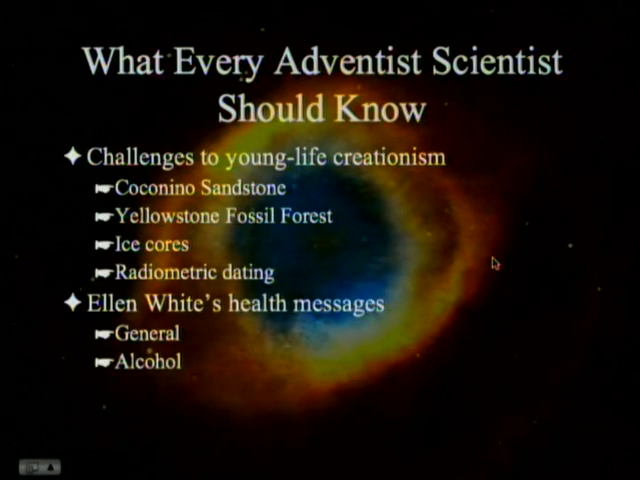 What Every Adventist Scientist
Should Know
Challenges to young-life creationism
Coconino Sandstone
Yellowstone Fossil Forest
Ice cores
Radiometric dating
Ellen White's health messages
General
Alcohol